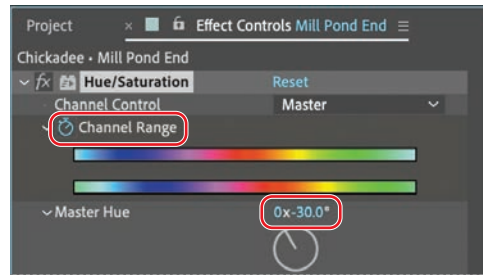 Project × Effect Controls Mill Pond End ≡
Chickadee • Mill Pond End
fx Hue/Saturation Reset
Channel Control Master
Channel Range
Master Hue 0x-30.0°